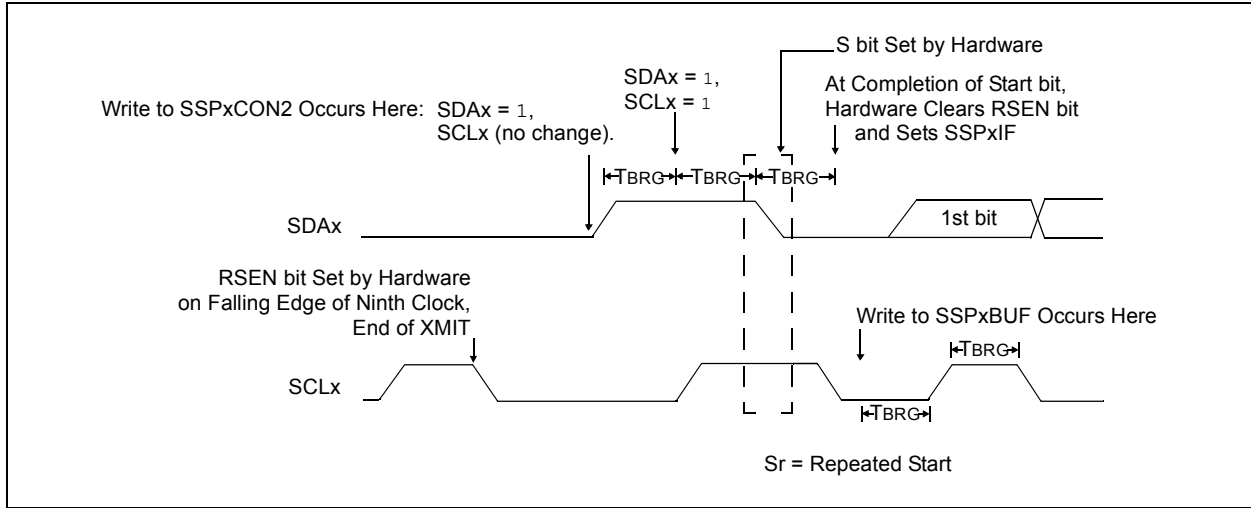 S bit Set by Hardware
SDAx = 1,
SCLx = 1
At Completion of Start bit,
Hardware Clears RSEN bit
and Sets SSPxIF
Write to SSPxCON2 Occurs Here: SDAx = 1,
SCLx (no change).
TBRG TBRG TBRG
SDAx
1st bit
RSEN bit Set by Hardware
on Falling Edge of Ninth Clock,
End of XMIT
Write to SSPxBUF Occurs Here
TBRG
SCLx
TBRG
Sr = Repeated Start